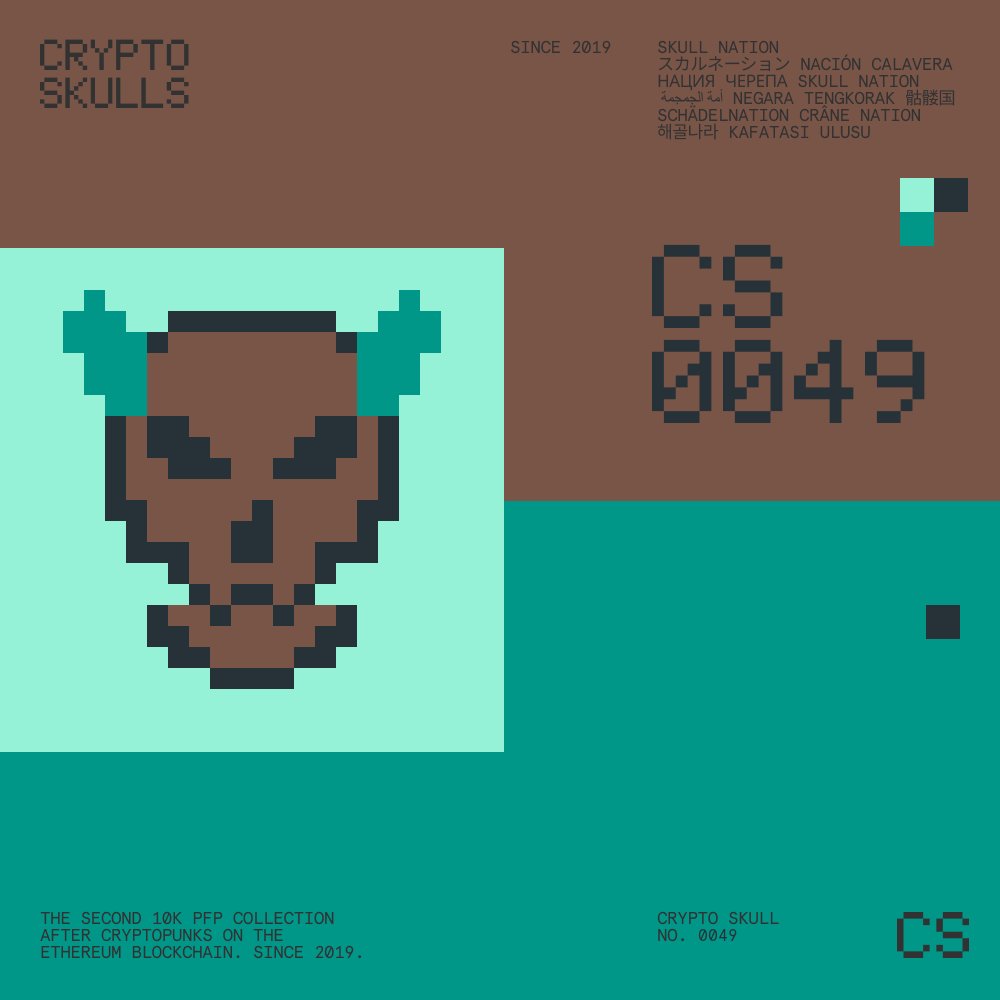 CRYPTO
SKULLS
SINCE 2019
SKULL NATION
スカルネーション NACIÓN CALAVERA
НАЦИЯ ЧЕРЕПА SKULL NATION
أمة الجمجمة NEGARA TENGKORAK 骷髅国
SCHÄDELNATION CRÂNE NATION
해골나라 KAFATASI ULUSU
CS
0049
THE SECOND 10K PFP COLLECTION
AFTER CRYPTOPUNKS ON THE
ETHEREUM BLOCKCHAIN. SINCE 2019.
CRYPTO SKULL
NO. 0049
CS